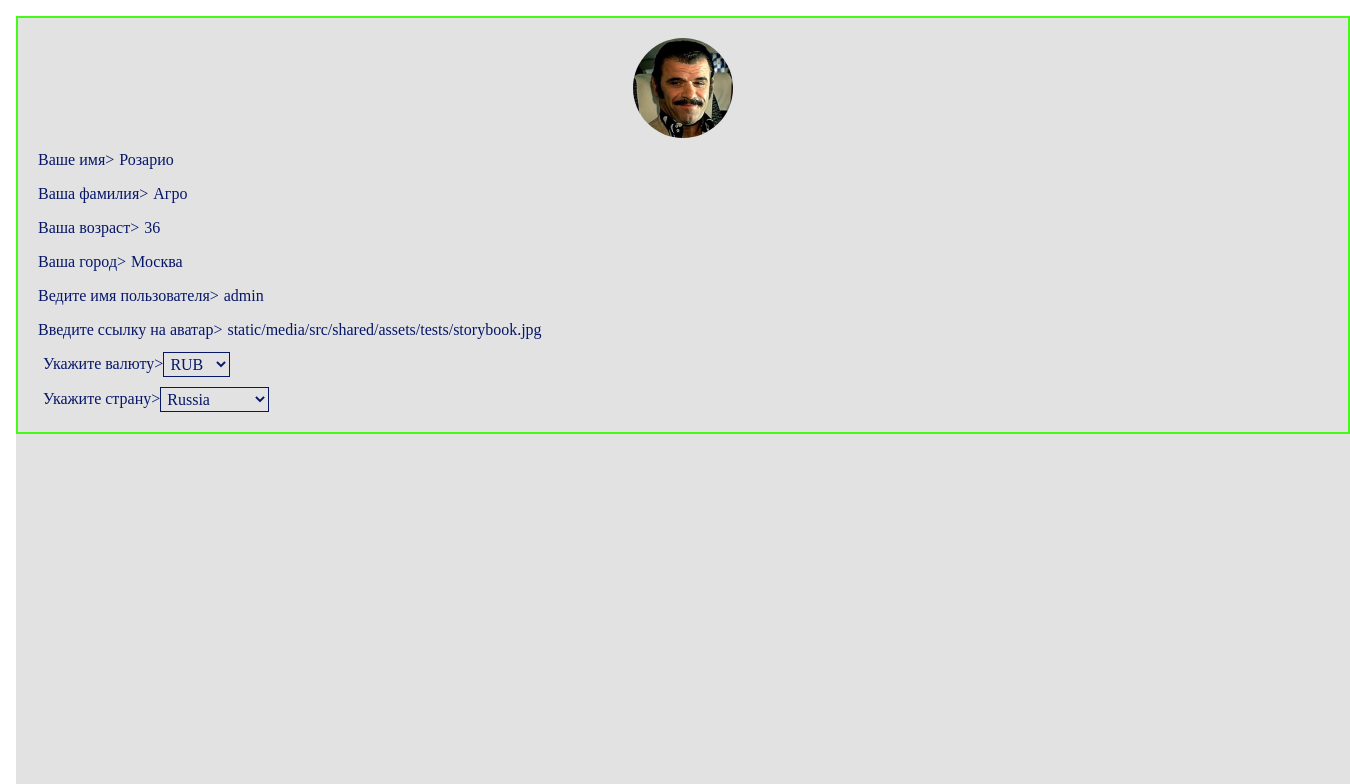 Ваше имя> Розарио
Ваша фамилия> Агро
Ваша возраст> 36
Ваша город> Москва
Ведите имя пользователя> admin
Введите ссылку на аватар> static/media/src/shared/assets/tests/storybook.jpg
Укажите валюту> RUB
Укажите страну> Russia